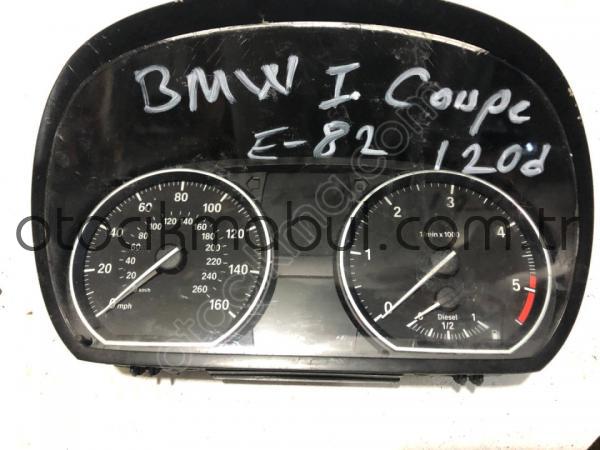 BMW I. Coupe
E-82 120d
otocikmabul.com.tr
60 80 100
40 120
20 140
0 160
mph
100 120 140
80 160
60 180
40 200
20 220
240
260
km/h
3
2 4
1/min x 1000
1 5
0
Diesel
1/2 1